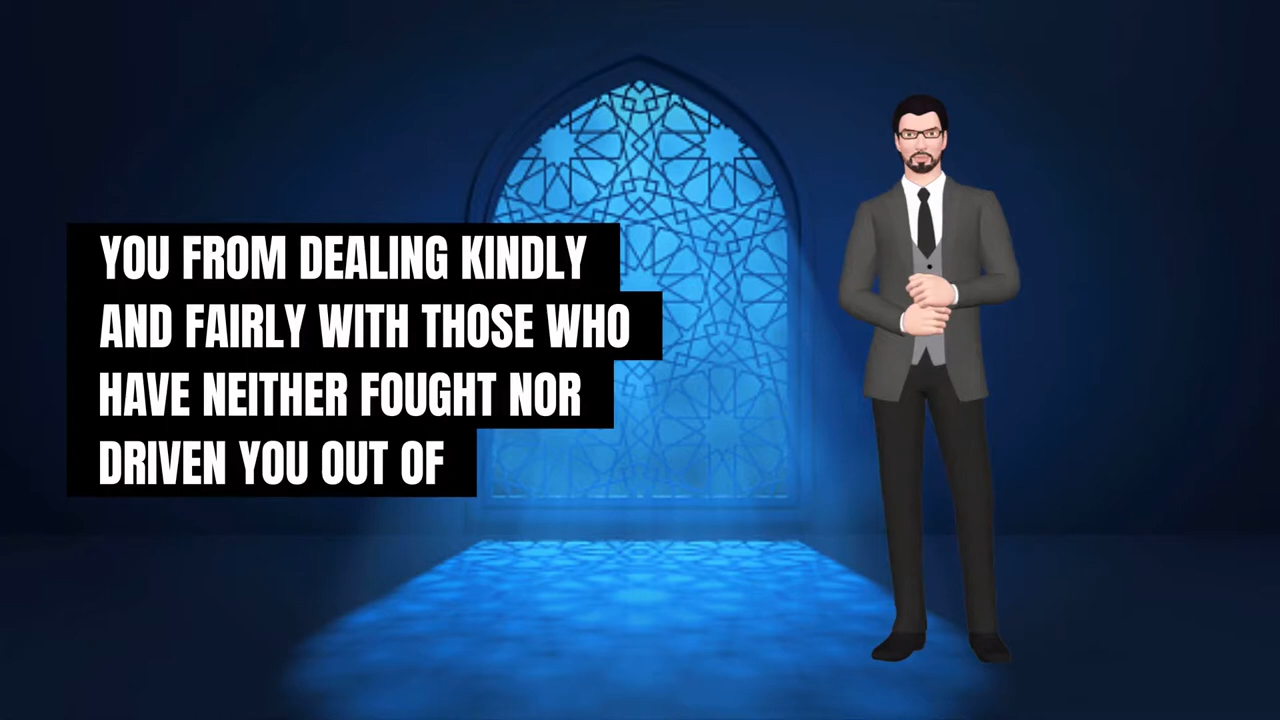 YOU FROM DEALING KINDLY
AND FAIRLY WITH THOSE WHO
HAVE NEITHER FOUGHT NOR
DRIVEN YOU OUT OF